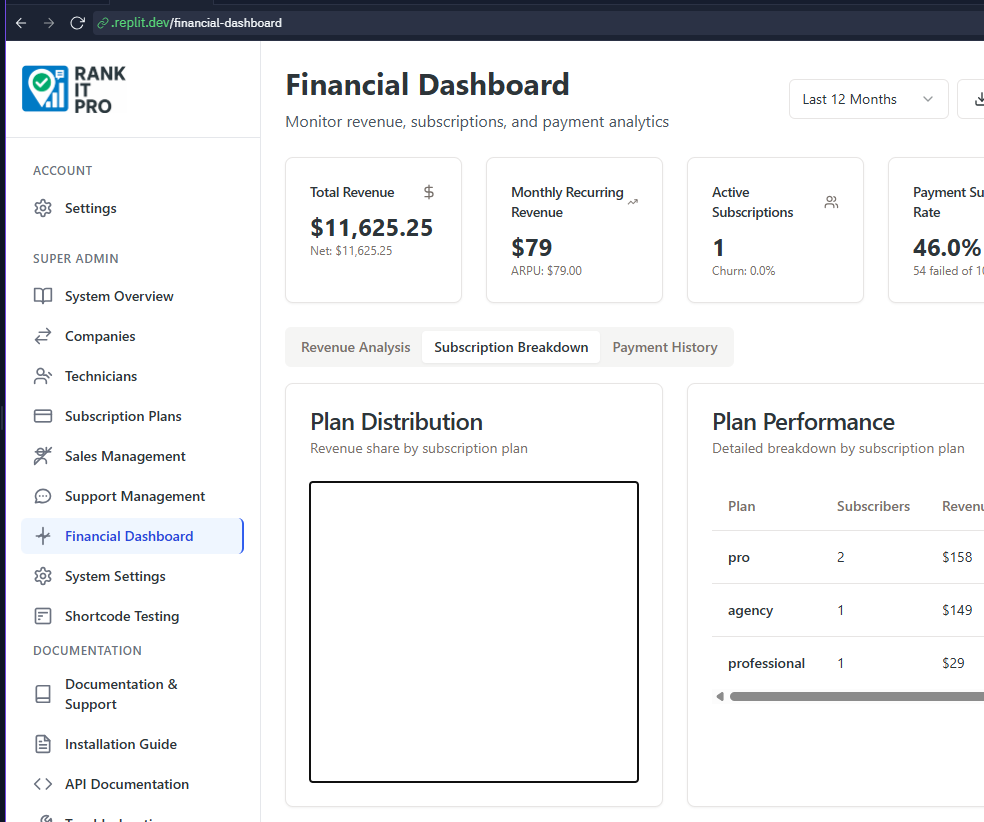 .replit.dev/financial-dashboard
RANK
IT
PRO
ACCOUNT
Settings
SUPER ADMIN
System Overview
Companies
Technicians
Subscription Plans
Sales Management
Support Management
Financial Dashboard
System Settings
Shortcode Testing
DOCUMENTATION
Documentation &
Support
Installation Guide
API Documentation
Financial Dashboard
Monitor revenue, subscriptions, and payment analytics
Last 12 Months
Total Revenue $
$11,625.25
Net: $11,625.25
Monthly Recurring
Revenue
$79
ARPU: $79.00
Active
Subscriptions
1
Churn: 0.0%
Payment Su
Rate
46.0%
54 failed of 10
Revenue Analysis Subscription Breakdown Payment History
Plan Distribution
Revenue share by subscription plan
Plan Performance
Detailed breakdown by subscription plan
Plan Subscribers Revenu
pro 2 $158
agency 1 $149
professional 1 $29